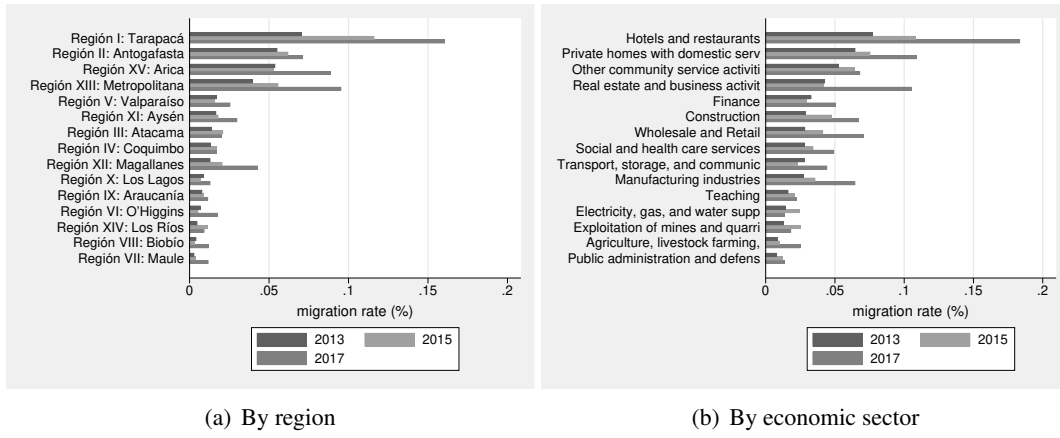 Región I: Tarapacá
Región II: Antogafasta
Región XV: Arica
Región XIII: Metropolitana
Región V: Valparaíso
Región XI: Aysén
Región III: Atacama
Región IV: Coquimbo
Región XII: Magallanes
Región X: Los Lagos
Región IX: Araucanía
Región VI: O'Higgins
Región XIV: Los Ríos
Región VIII: Biobío
Región VII: Maule
0 .05 .1 .15 .2
migration rate (%)
2013 2015
2017
(a) By region
Hotels and restaurants
Private homes with domestic serv
Other community service activiti
Real estate and business activit
Finance
Construction
Wholesale and Retail
Social and health care services
Transport, storage, and communic
Manufacturing industries
Teaching
Electricity, gas, and water supp
Exploitation of mines and quarri
Agriculture, livestock farming,
Public administration and defens
0 .05 .1 .15 .2
migration rate (%)
2013 2015
2017
(b) By economic sector